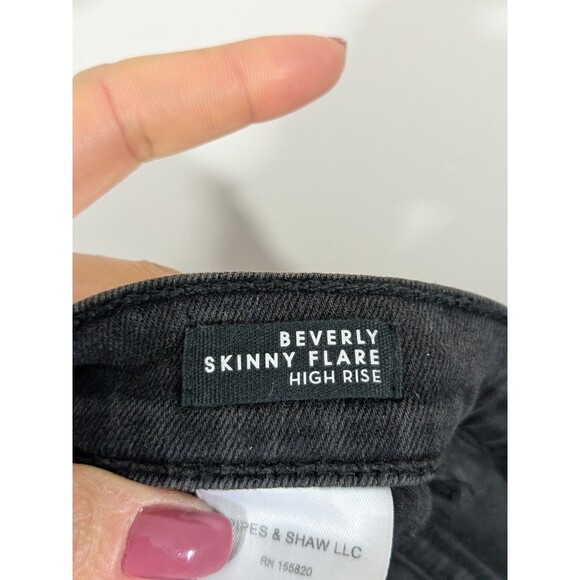 BEVERLY
SKINNY FLARE
HIGH RISE
& SHAW LLC
RN 155820